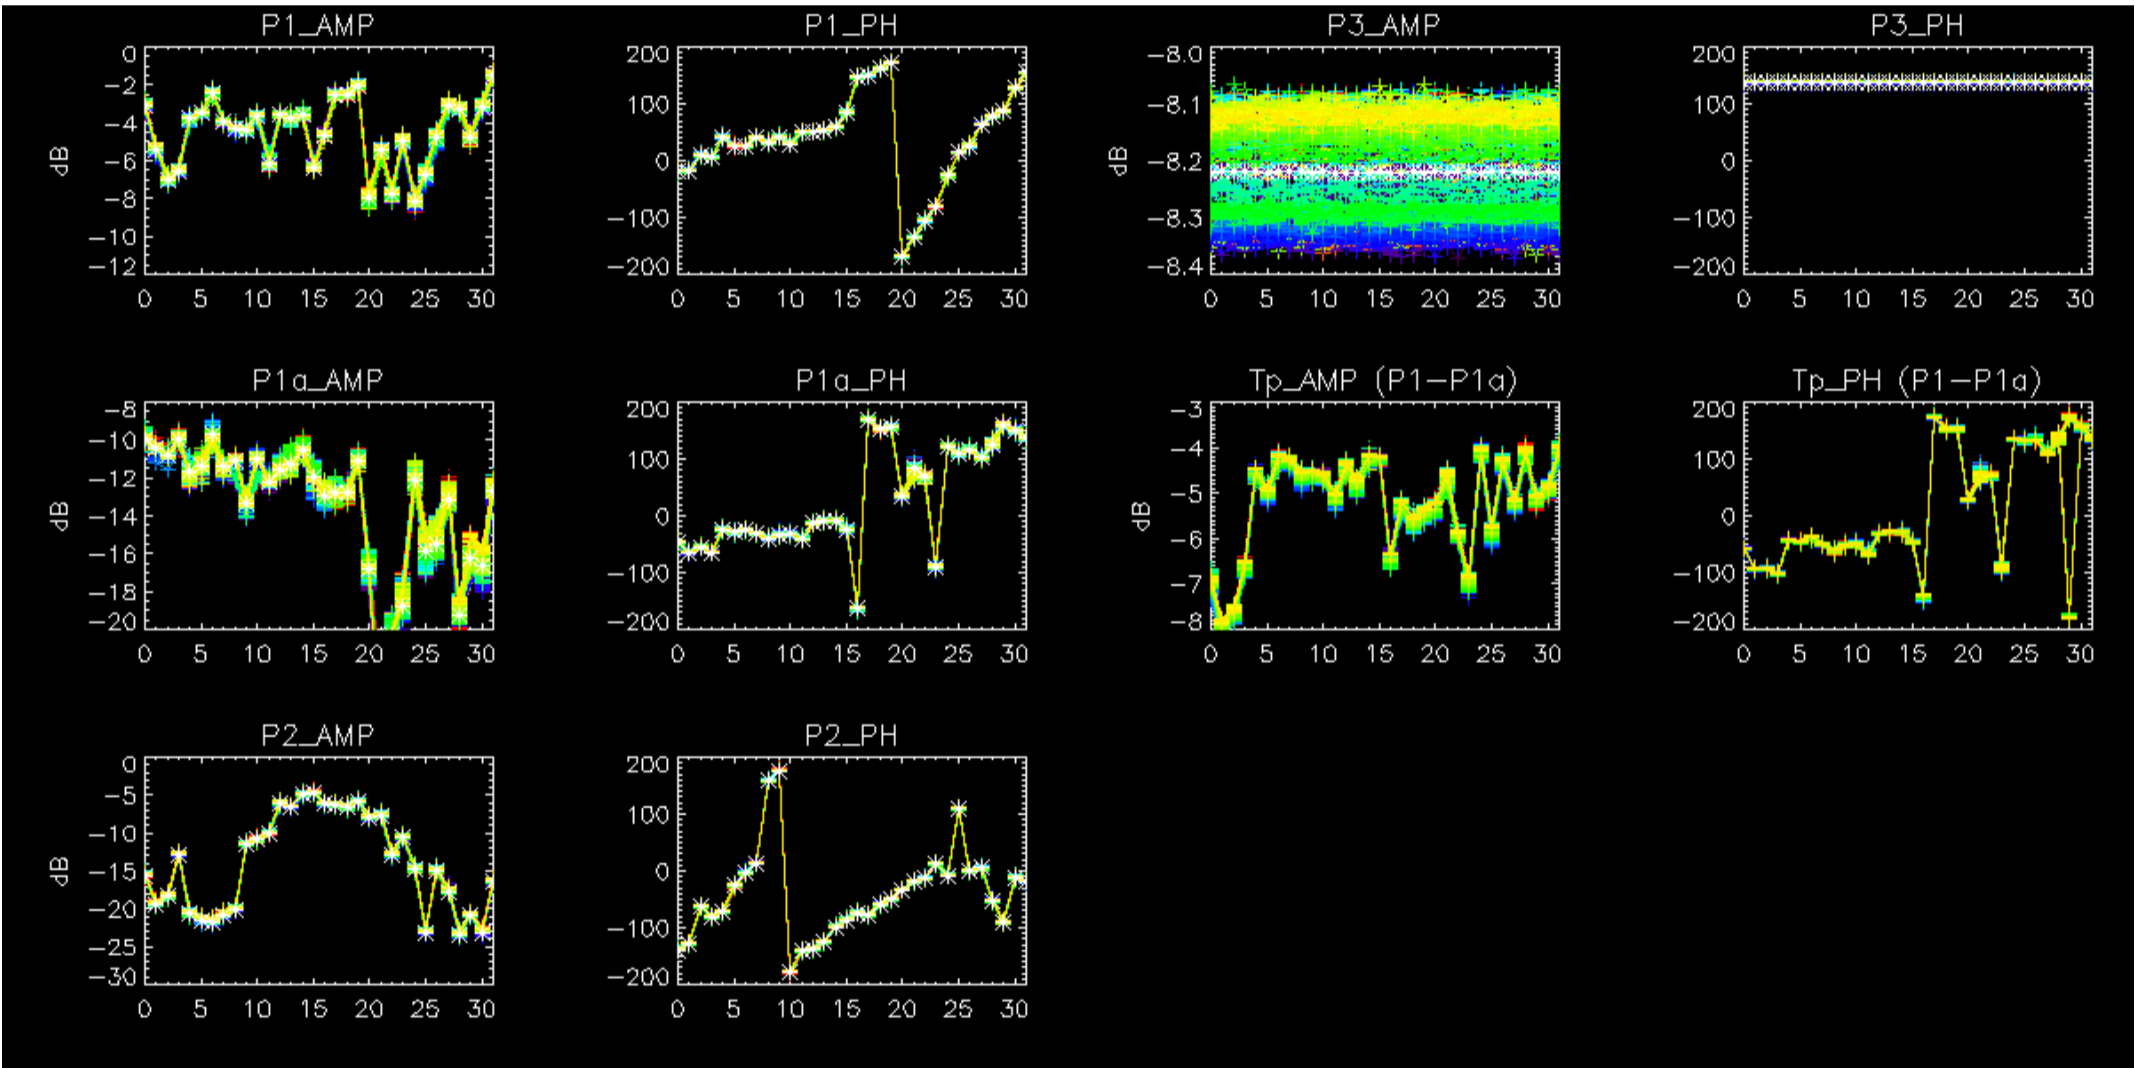 P1_AMP
0
−2
−4
−6
−8
−10
−12
dB
0 5 10 15 20 25 30
P1_PH
200
100
0
−100
−200
0 5 10 15 20 25 30
P3_AMP
−8.0
−8.1
−8.2
−8.3
−8.4
dB
0 5 10 15 20 25 30
P3_PH
200
100
0
−100
−200
0 5 10 15 20 25 30
P1a_AMP
−8
−10
−12
−14
−16
−18
−20
dB
0 5 10 15 20 25 30
P1a_PH
200
100
0
−100
−200
0 5 10 15 20 25 30
Tp_AMP (P1−P1a)
−3
−4
−5
−6
−7
−8
dB
0 5 10 15 20 25 30
Tp_PH (P1−P1a)
200
100
0
−100
−200
0 5 10 15 20 25 30
P2_AMP
0
−5
−10
−15
−20
−25
−30
dB
0 5 10 15 20 25 30
P2_PH
200
100
0
−100
−200
0 5 10 15 20 25 30